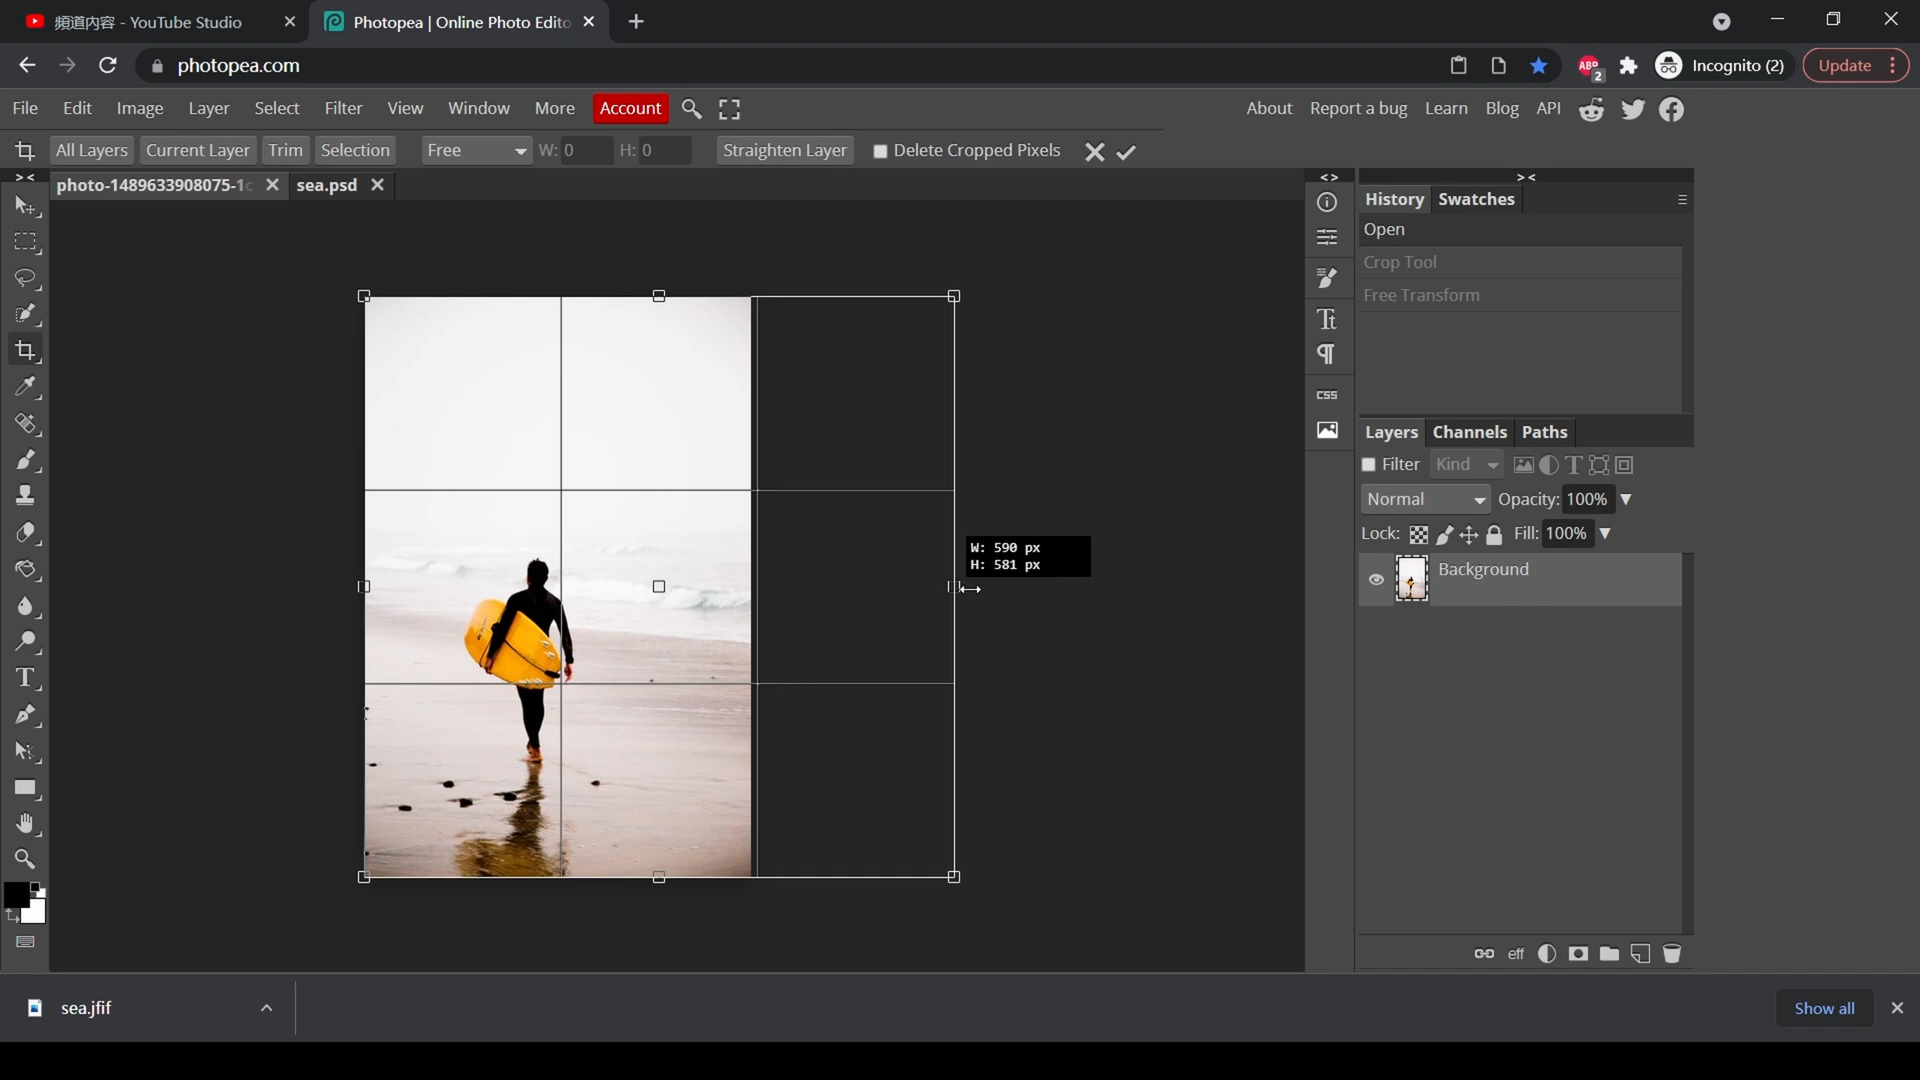 頻道內容 - YouTube Studio
Photopea | Online Photo Edito
photopea.com
ABP
2
Incognito (2)
Update
File Edit Image Layer Select Filter View Window More Account
About Report a bug Learn Blog API
All Layers Current Layer Trim Selection Free W: 0 H: 0 Straighten Layer Delete Cropped Pixels
> <
photo-1489633908075-1c sea.psd
< >
> <
History Swatches
Open
Crop Tool
Free Transform
CSS
Layers Channels Paths
Filter Kind
Normal Opacity: 100%
Lock: Fill: 100%
Background
W: 590 px
H: 581 px
eff
sea.jfif
Show all